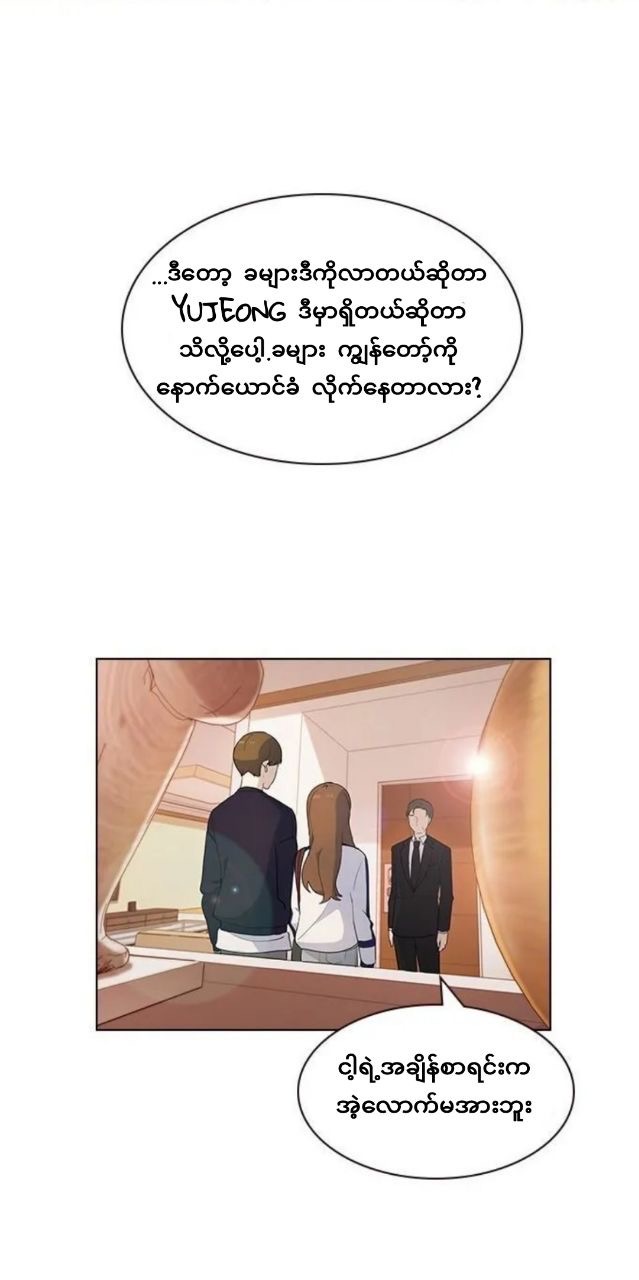 ...ဒီတော့ ခများဒီကိုလာတယ်ဆိုတာ
YUJEONG ဒီမှာရှိတယ်ဆိုတာ
သိလို့ပေါ့.ခများ ကျွန်တော့်ကို
နောက်ယောင်ခံ လိုက်နေတာလား?
ငါ့ရဲ့အချိန်စာရင်းက
အဲ့လောက်မအားဘူး